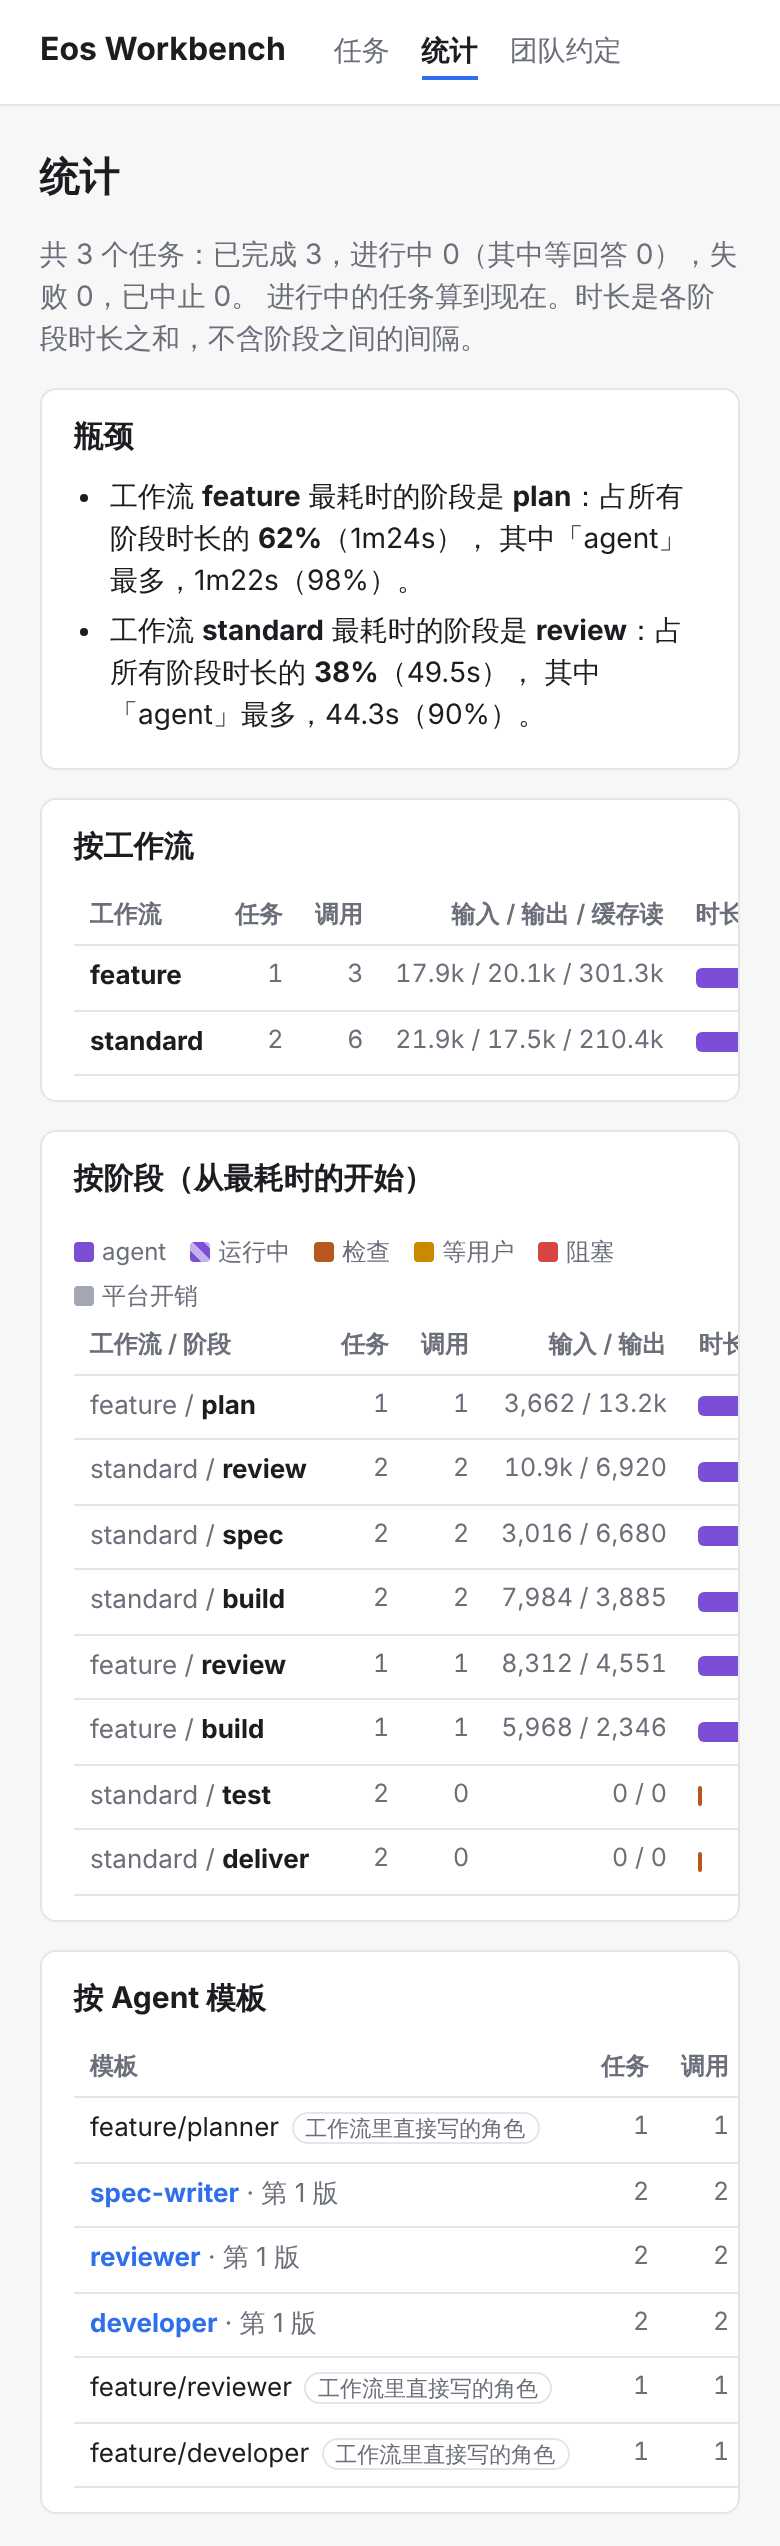 Eos Workbench 任务 统计 团队约定
统计
共 3 个任务：已完成 3，进行中 0（其中等回答 0），失
败 0，已中止 0。 进行中的任务算到现在。时长是各阶
段时长之和，不含阶段之间的间隔。
瓶颈
• 工作流 feature 最耗时的阶段是 plan：占所有
阶段时长的 62%（1m24s）， 其中「agent」
最多，1m22s（98%）。
• 工作流 standard 最耗时的阶段是 review：占
所有阶段时长的 38%（49.5s）， 其中
「agent」最多，44.3s（90%）。
按工作流
工作流 任务 调用 输入 / 输出 / 缓存读 时长
feature 1 3 17.9k / 20.1k / 301.3k
standard 2 6 21.9k / 17.5k / 210.4k
按阶段（从最耗时的开始）
agent 运行中 检查 等用户 阻塞
平台开销
工作流 / 阶段 任务 调用 输入 / 输出 时长
feature / plan 1 1 3,662 / 13.2k
standard / review 2 2 10.9k / 6,920
standard / spec 2 2 3,016 / 6,680
standard / build 2 2 7,984 / 3,885
feature / review 1 1 8,312 / 4,551
feature / build 1 1 5,968 / 2,346
standard / test 2 0 0 / 0
standard / deliver 2 0 0 / 0
按 Agent 模板
模板 任务 调用
feature/planner 工作流里直接写的角色 1 1
spec-writer · 第 1 版 2 2
reviewer · 第 1 版 2 2
developer · 第 1 版 2 2
feature/reviewer 工作流里直接写的角色 1 1
feature/developer 工作流里直接写的角色 1 1